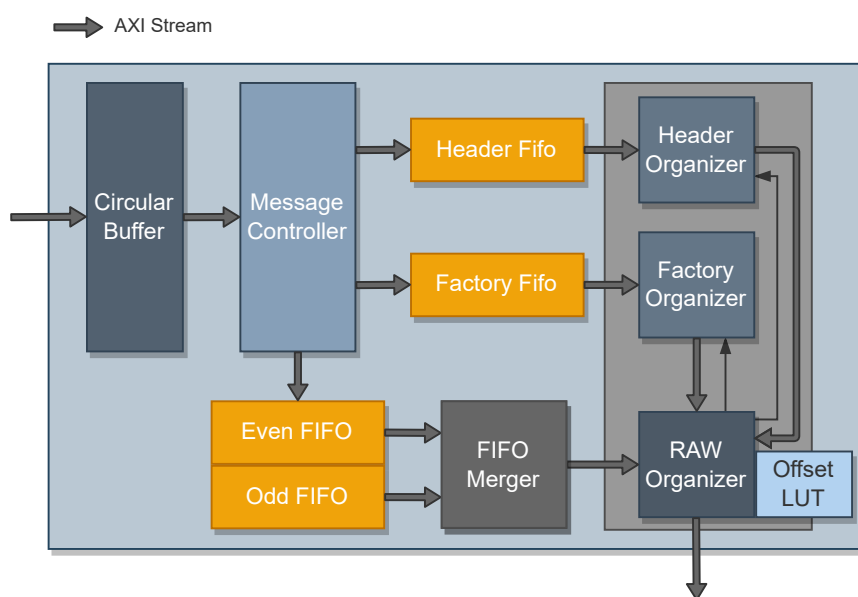 AXI Stream
Circular
Buffer
Message
Controller
Header Fifo
Header
Organizer
Factory Fifo
Factory
Organizer
Even FIFO
Odd FIFO
FIFO
Merger
RAW
Organizer
Offset
LUT